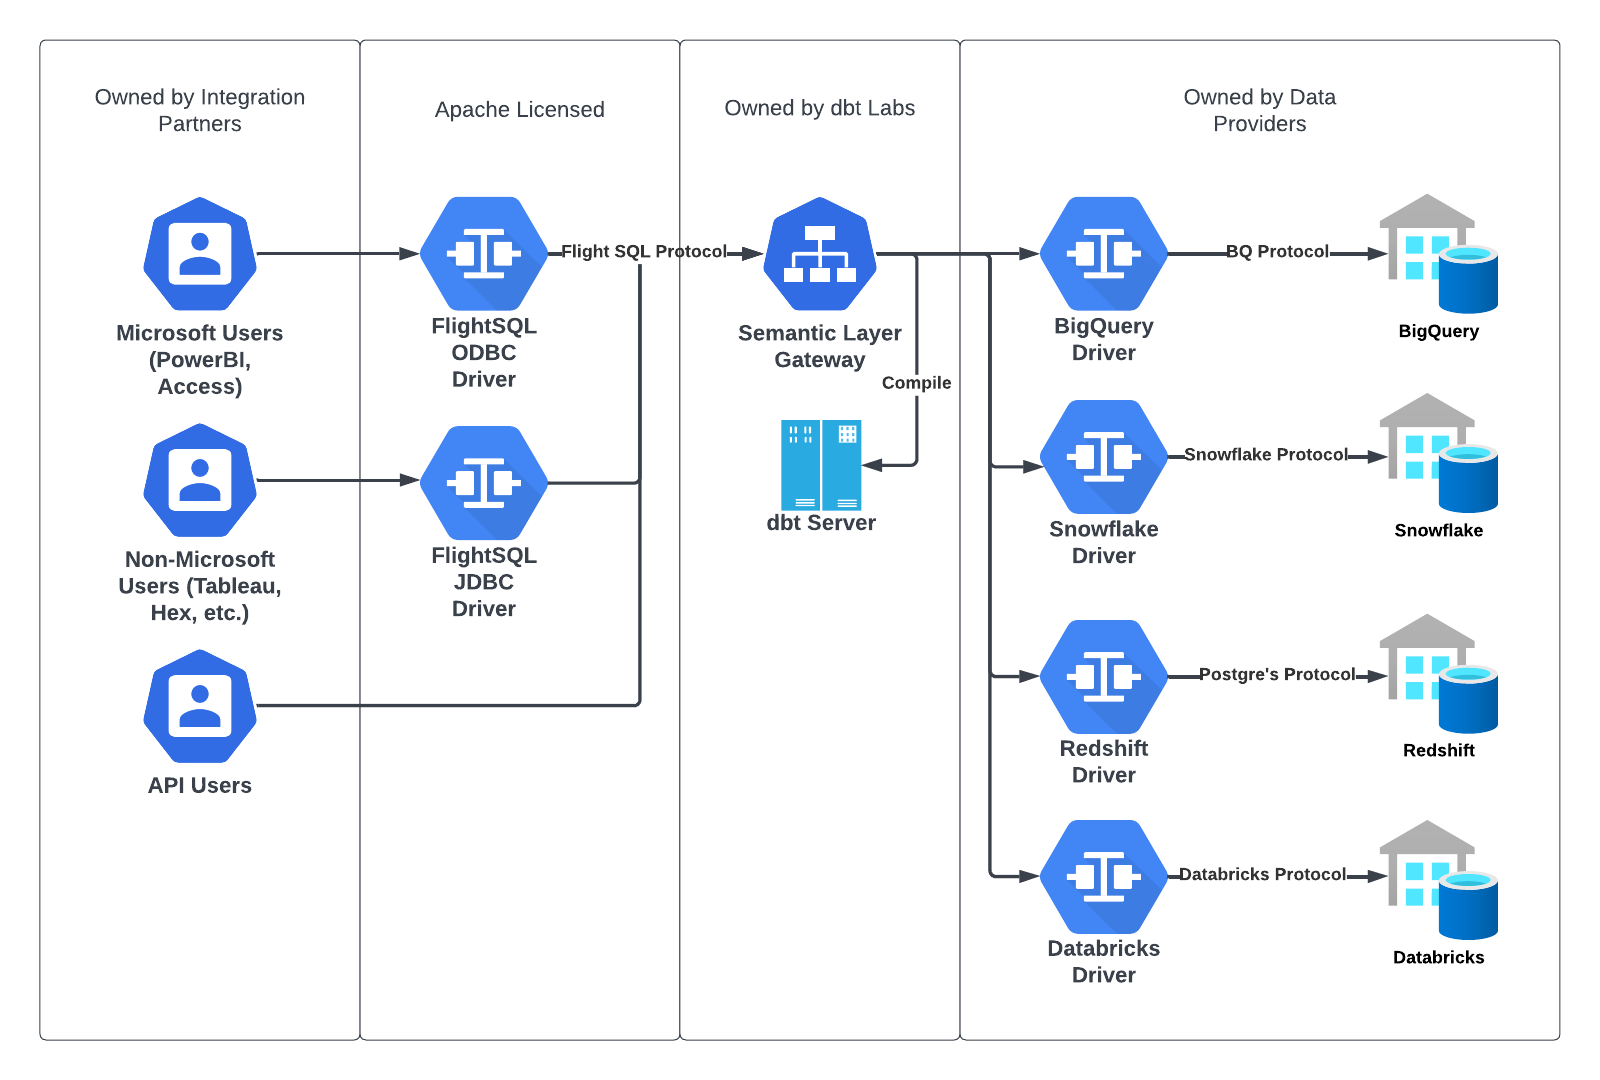 Owned by Integration
Partners
Apache Licensed
Owned by dbt Labs
Owned by Data
Providers
Microsoft Users
(PowerBI,
Access)
Non-Microsoft
Users (Tableau,
Hex, etc.)
API Users
FlightSQL
ODBC
Driver
FlightSQL
JDBC
Driver
Flight SQL Protocol
Semantic Layer
Gateway
Compile
dbt Server
BigQuery
Driver
BQ Protocol
BigQuery
Snowflake
Driver
Snowflake Protocol
Snowflake
Redshift
Driver
Postgre's Protocol
Redshift
Databricks
Driver
Databricks Protocol
Databricks